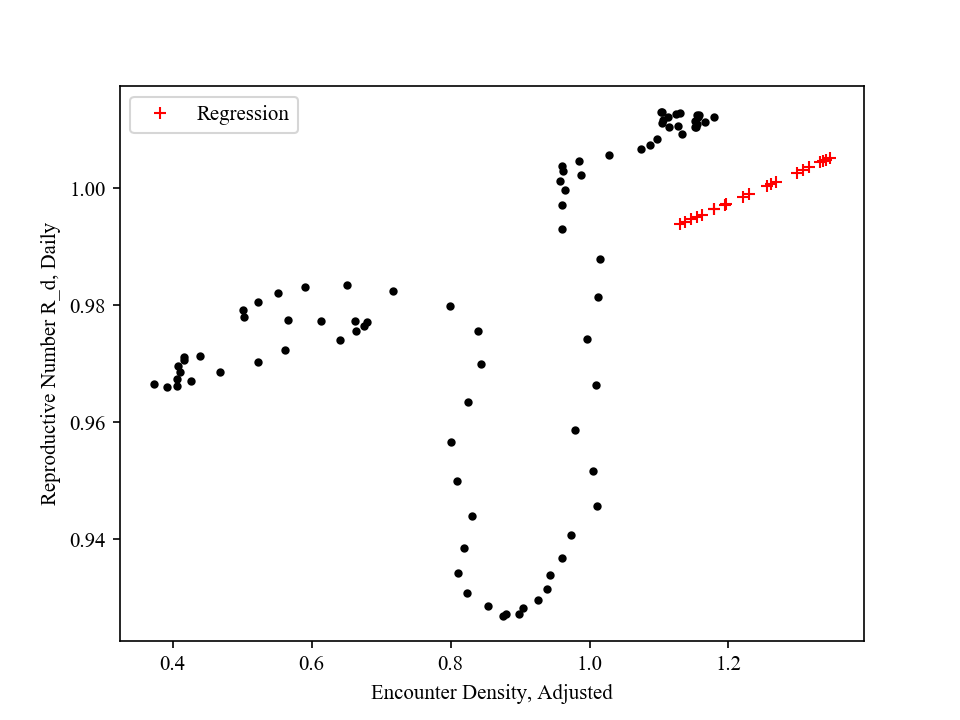 Regression
1.00
0.98
0.96
0.94
Reproductive Number R_d, Daily
0.4 0.6 0.8 1.0 1.2
Encounter Density, Adjusted